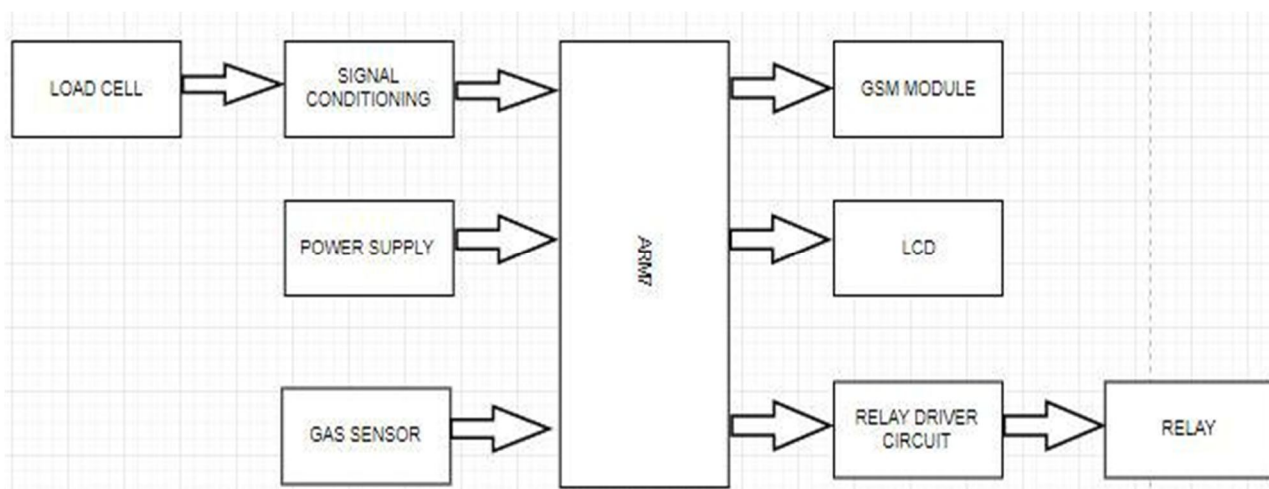 LOAD CELL
SIGNAL
CONDITIONING
GSM MODULE
POWER SUPPLY
ARM7
LCD
GAS SENSOR
RELAY DRIVER
CIRCUIT
RELAY